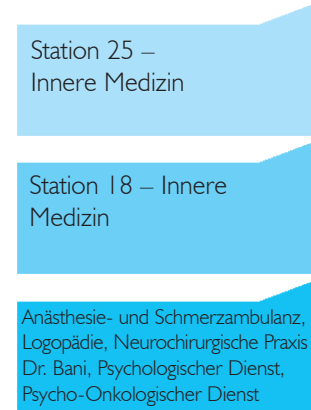 Station 25 –
Innere Medizin
Station 18 – Innere
Medizin
Anästhesie- und Schmerzambulanz,
Logopädie, Neurochirurgische Praxis
Dr. Bani, Psychologischer Dienst,
Psycho-Onkologischer Dienst